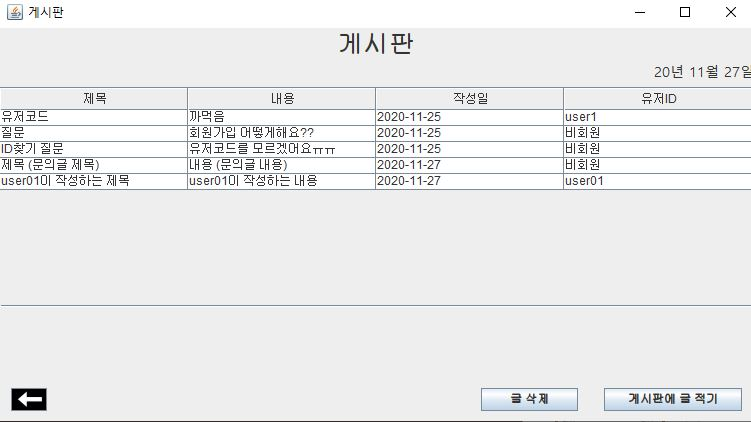 게시판
게시판
20년 11월 27일
제목 내용 작성일 유저ID
유저코드 까먹음 2020-11-25 user1
질문 회원가입 어떻게해요?? 2020-11-25 비회원
ID찾기 질문 유저코드를 모르겠어요ㅠㅠ 2020-11-25 비회원
제목 (문의글 제목) 내용 (문의글 내용) 2020-11-27 비회원
user01이 작성하는 제목 user01이 작성하는 내용 2020-11-27 user01
글 삭제 게시판에 글 적기